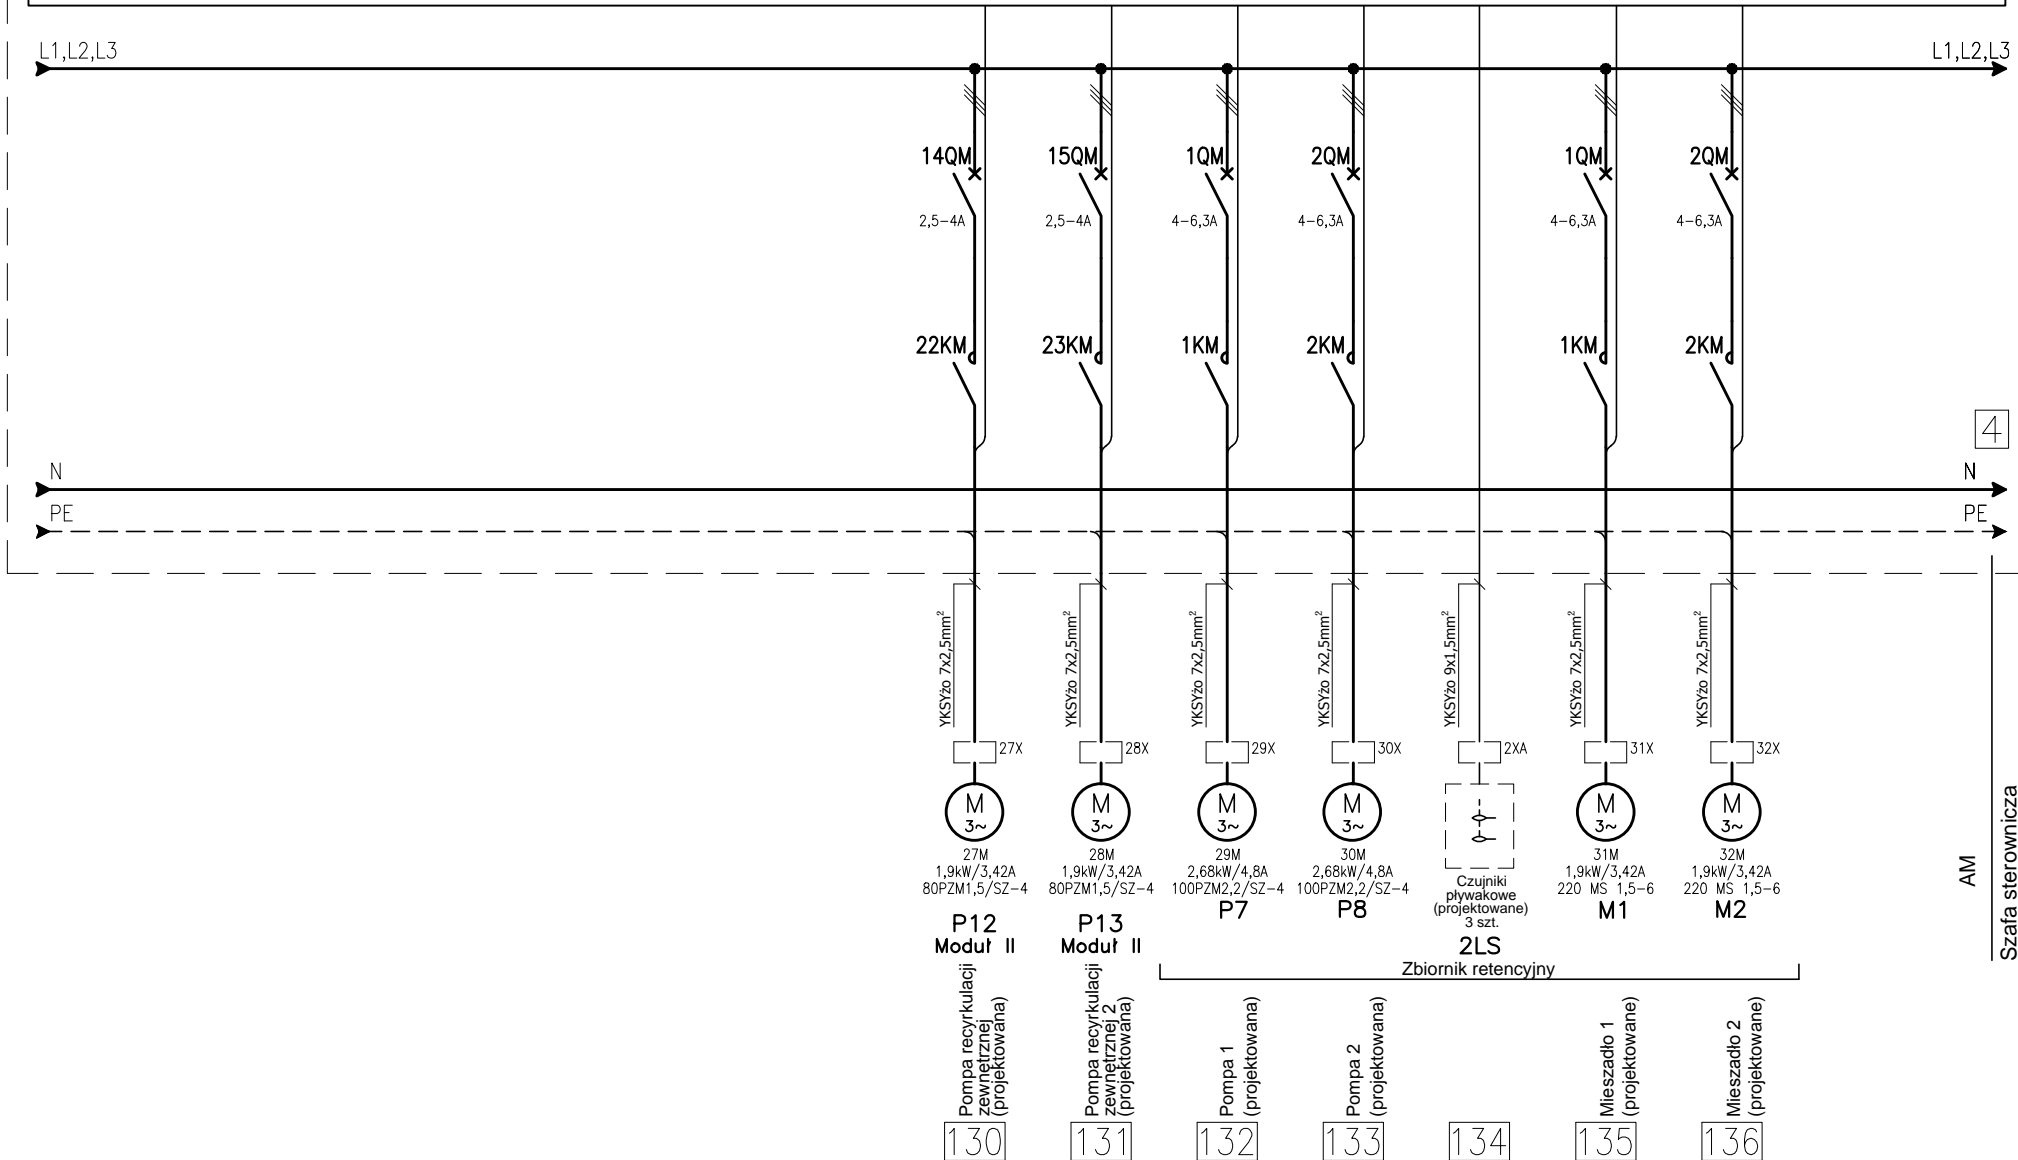 L1,L2,L3
L1,L2,L3
14QM
15QM
1QM
2QM
1QM
2QM
2,5-4A
2,5-4A
4-6,3A
4-6,3A
4-6,3A
4-6,3A
22KM
23KM
1KM
2KM
1KM
2KM
4
N
N
PE
PE
YKSYżo 7x2,5mm²
YKSYżo 7x2,5mm²
YKSYżo 7x2,5mm²
YKSYżo 7x2,5mm²
YKSYżo 9x1,5mm²
YKSYżo 7x2,5mm²
YKSYżo 7x2,5mm²
27X
28X
29X
30X
2XA
31X
32X
M
3~
M
3~
M
3~
M
3~
M
3~
M
3~
27M
1,9kW/3,42A
80PZM1,5/SZ-4
P12
Moduł II
28M
1,9kW/3,42A
80PZM1,5/SZ-4
P13
Moduł II
29M
2,68kW/4,8A
100PZM2,2/SZ-4
P7
30M
2,68kW/4,8A
100PZM2,2/SZ-4
P8
Czujniki
pływakowe
(projektowane)
3 szt.
2LS
31M
1,9kW/3,42A
220 MS 1,5-6
M1
32M
1,9kW/3,42A
220 MS 1,5-6
M2
AM
Szafa sterownicza
Zbiornik retencyjny
Pompa recyrkulacji
zewnętrznej
(projektowana)
Pompa recyrkulacji
zewnętrznej 2
(projektowana)
Pompa 1
(projektowana)
Pompa 2
(projektowana)
Mieszadło 1
(projektowane)
Mieszadło 2
(projektowane)
130
131
132
133
134
135
136